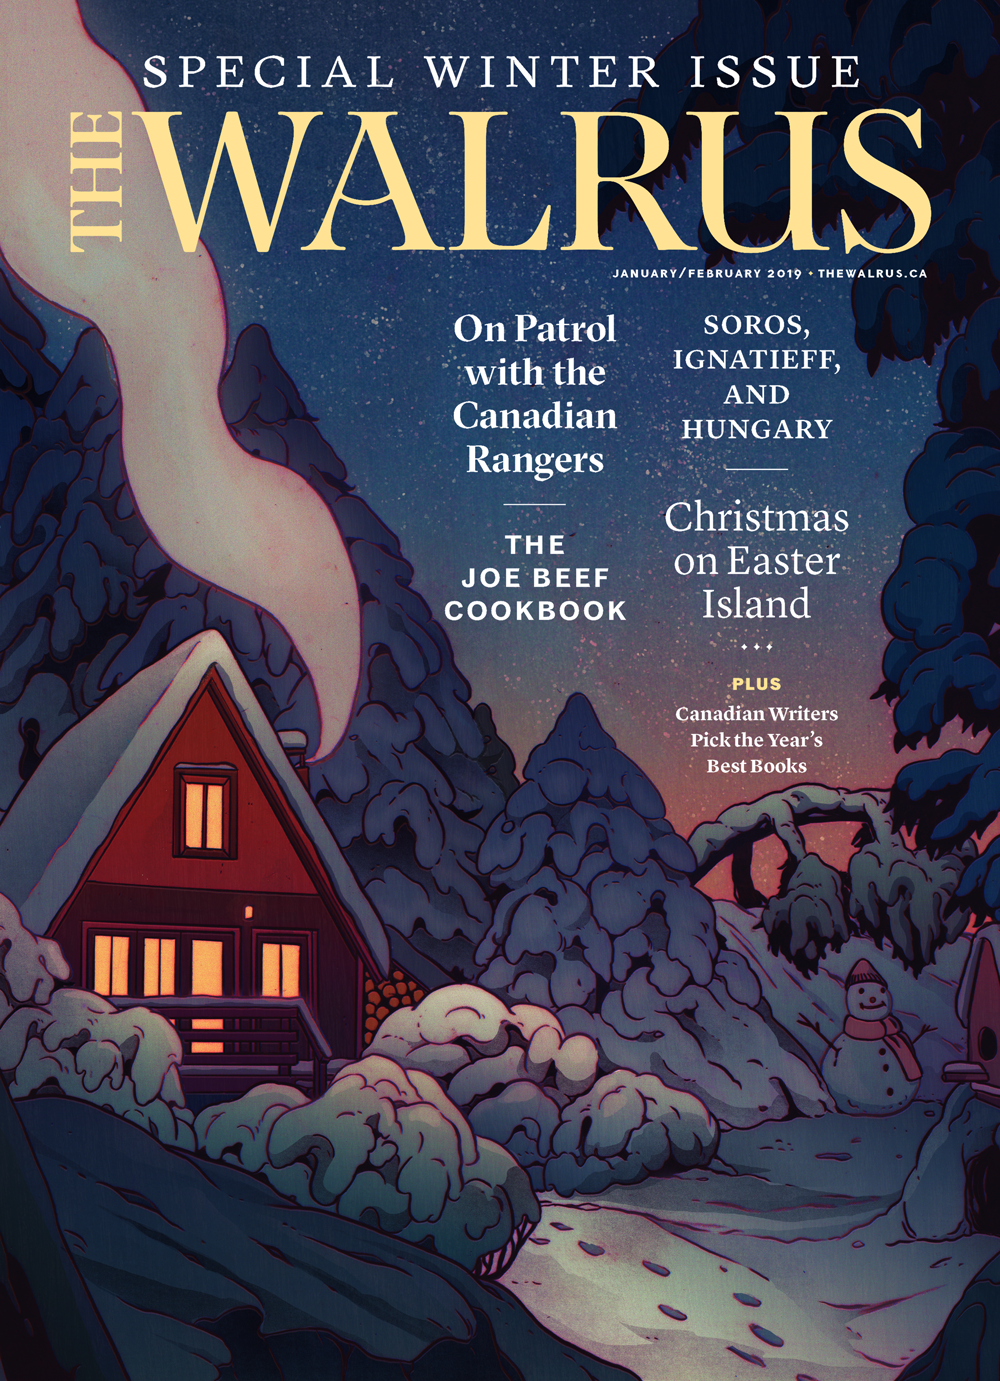 SPECIAL WINTER ISSUE
THE WALRUS
JANUARY/FEBRUARY 2019 • THEWALRUS.CA
On Patrol
with the
Canadian
Rangers
THE
JOE BEEF
COOKBOOK
SOROS,
IGNATIEFF,
AND
HUNGARY
Christmas
on Easter
Island
PLUS
Canadian Writers
Pick the Year's
Best Books